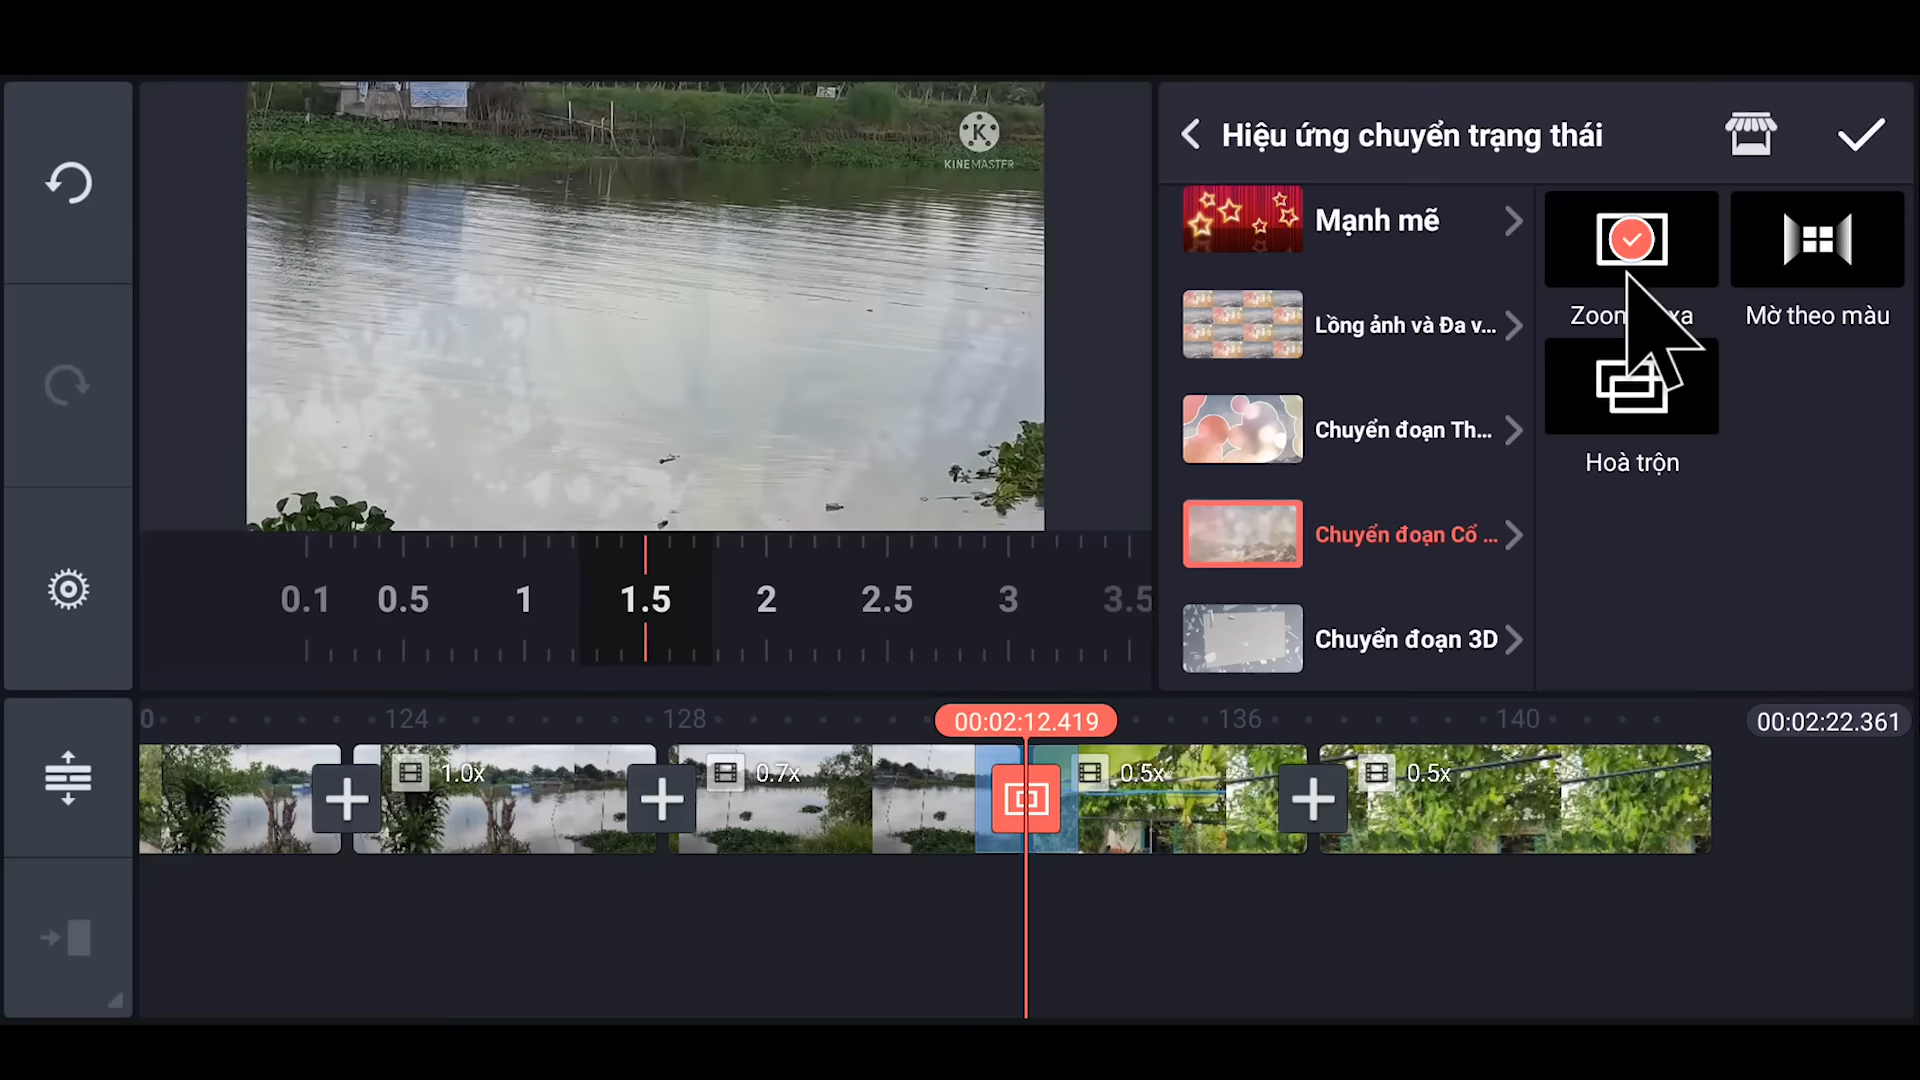 KINEMASTER
Hiệu ứng chuyển trạng thái
Mạnh mẽ
Lồng ảnh và Đa v...
Chuyển đoạn Th...
Chuyển đoạn Cổ ...
Chuyển đoạn 3D
Mờ theo màu
Hoà trộn
0.1 0.5 1 1.5 2 2.5 3 3.5
0 124 128 00:02:12.419 136 140 00:02:22.361
1.0x 0.7x 0.5x 0.5x